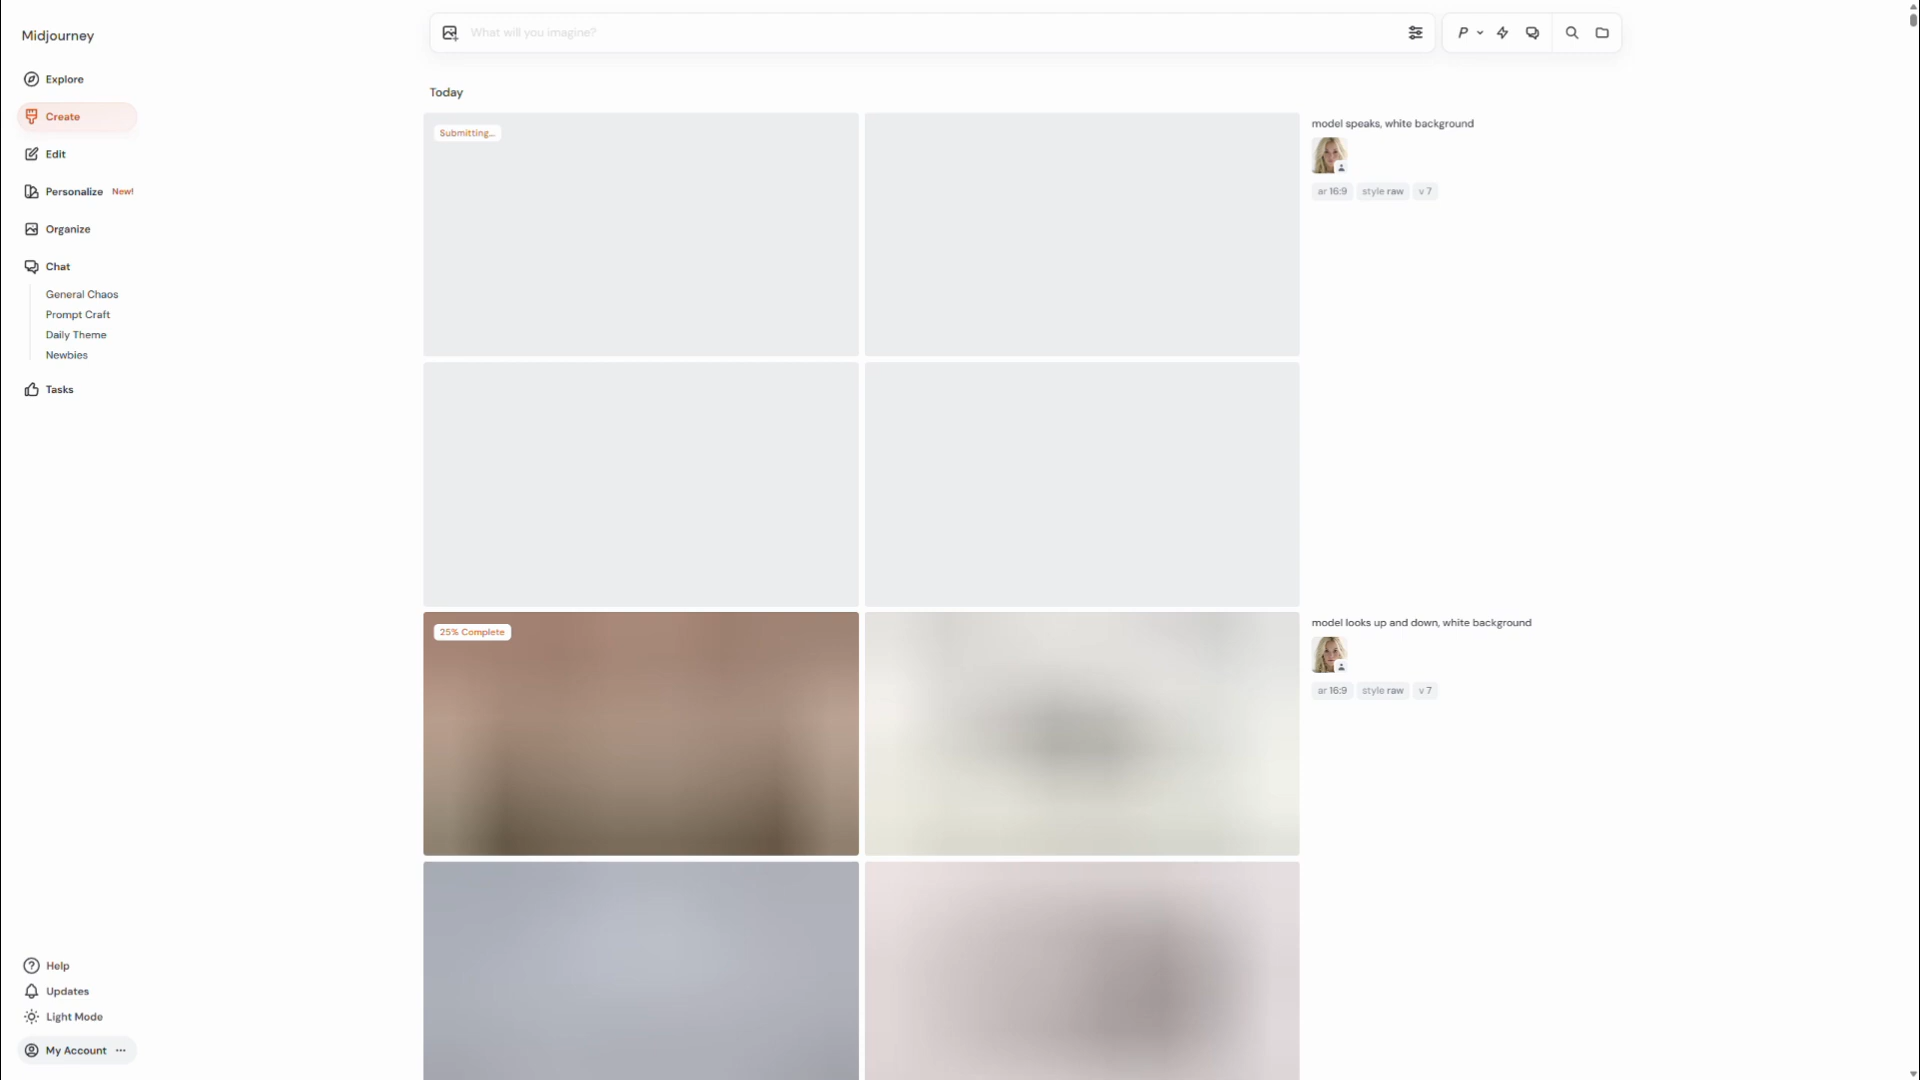 Midjourney
What will you imagine?
P
Explore
Create
Edit
Personalize New!
Organize
Chat
General Chaos
Prompt Craft
Daily Theme
Newbies
Tasks
Help
Updates
Light Mode
My Account ...
Today
Submitting...
model speaks, white background
ar 16:9 style raw v 7
25% Complete
model looks up and down, white background
ar 16:9 style raw v 7